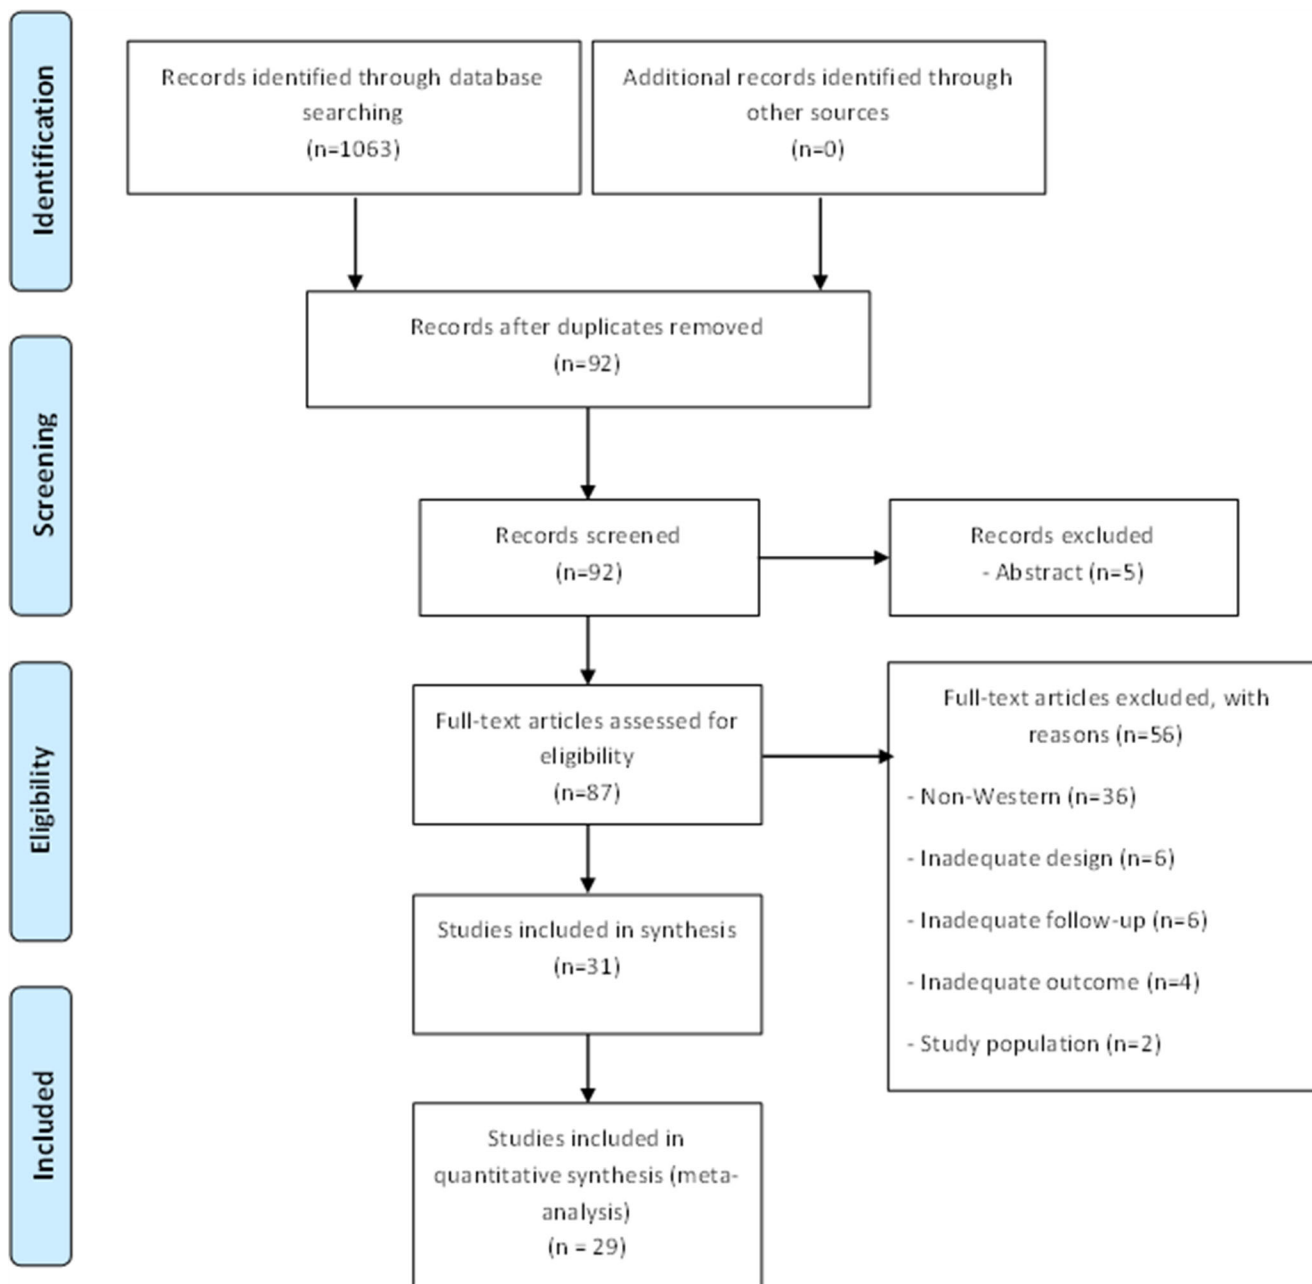 Identification
Records identified through database
searching
(n=1063)
Additional records identified through
other sources
(n=0)
Records after duplicates removed
(n=92)
Screening
Records screened
(n=92)
Records excluded
- Abstract (n=5)
Eligibility
Full-text articles assessed for
eligibility
(n=87)
Full-text articles excluded, with
reasons (n=56)
- Non-Western (n=36)
- Inadequate design (n=6)
- Inadequate follow-up (n=6)
- Inadequate outcome (n=4)
- Study population (n=2)
Studies included in synthesis
(n=31)
Included
Studies included in
quantitative synthesis (meta-
analysis)
(n = 29)